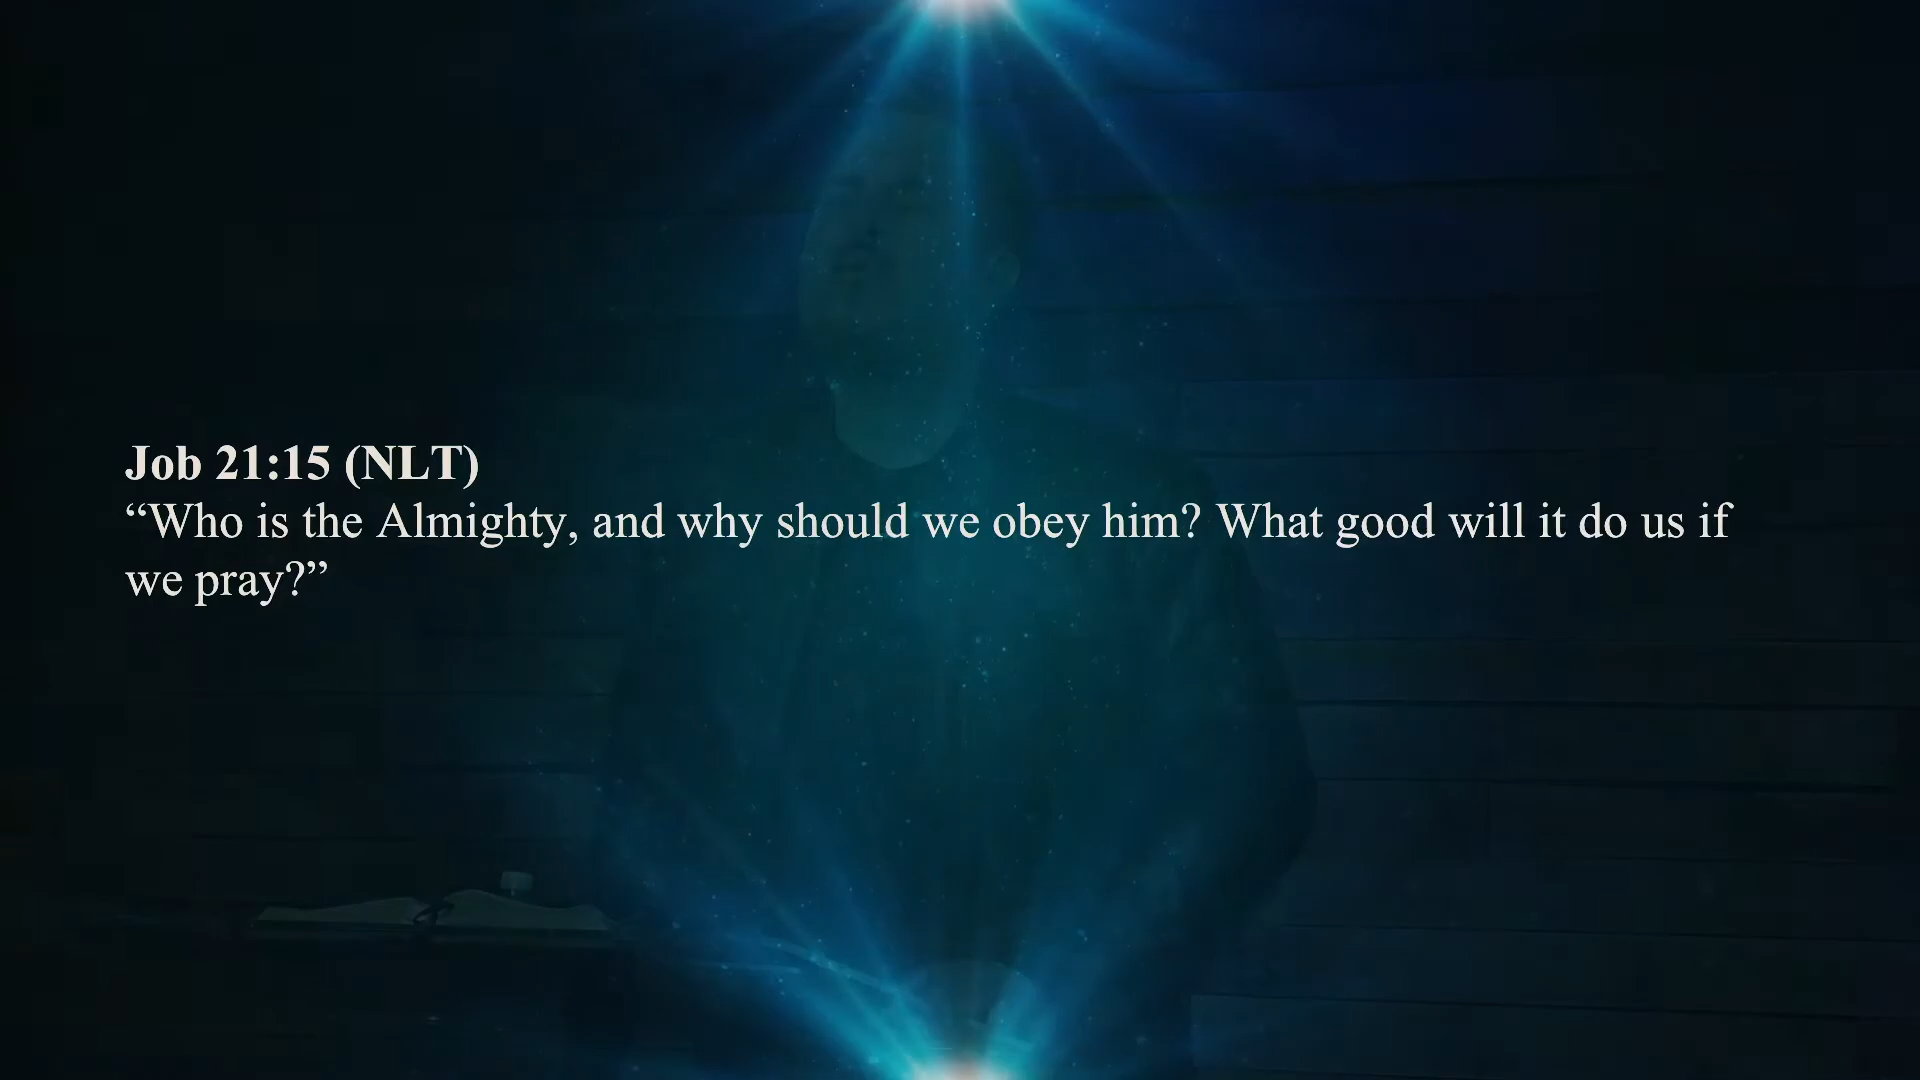 Job 21:15 (NLT)
“Who is the Almighty, and why should we obey him? What good will it do us if
we pray?”